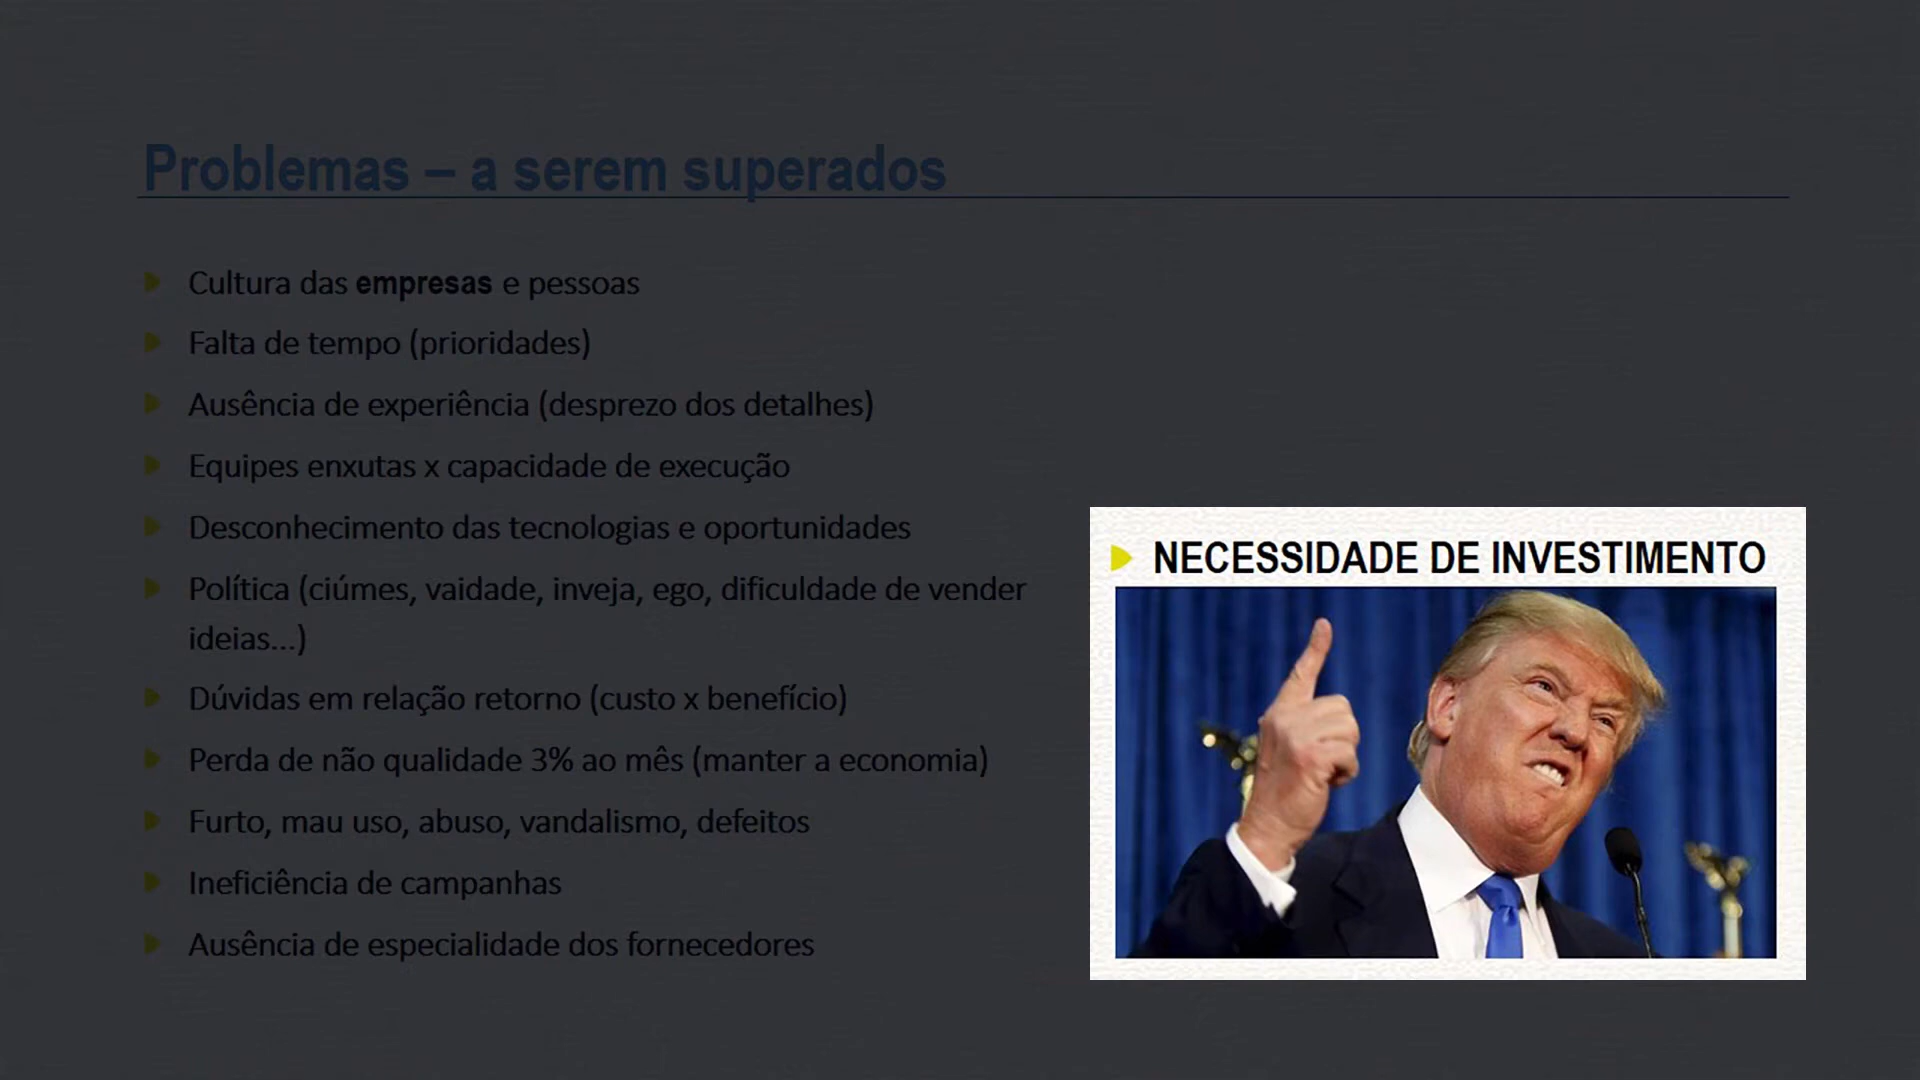 Problemas – a serem superados
Cultura das empresas e pessoas
Falta de tempo (prioridades)
Ausência de experiência (desprezo dos detalhes)
Equipes enxutas x capacidade de execução
Desconhecimento das tecnologias e oportunidades
Política (ciúmes, vaidade, inveja, ego, dificuldade de vender
ideias...)
Dúvidas em relação retorno (custo x benefício)
Perda de não qualidade 3% ao mês (manter a economia)
Furto, mau uso, abuso, vandalismo, defeitos
Ineficiência de campanhas
Ausência de especialidade dos fornecedores
NECESSIDADE DE INVESTIMENTO